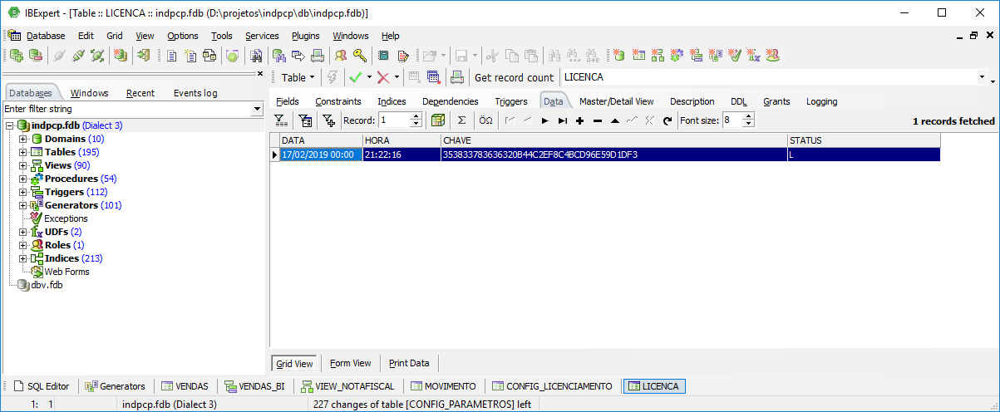 IBExpert - [Table :: LICENCA :: indpcp.fdb (D:\projetos\indpcp\db\indpcp.fdb)]
Database Edit Grid View Options Tools Services Plugins Windows Help
Table Get record count LICENCA
Databases Windows Recent Events log
Fields Constraints Indices Dependencies Triggers Data Master/Detail View Description DDL Grants Logging
Enter filter string
Record: 1 Σ ÖΩ Font size: 8 1 records fetched
indpcp.fdb (Dialect 3)
Domains (10)
Tables (195)
Views (90)
Procedures (54)
Triggers (112)
Generators (101)
Exceptions
UDFs (2)
Roles (1)
Indices (213)
Web Forms
dbv.fdb
DATA HORA CHAVE STATUS
17/02/2019 00:00 21:22:16 353833783636320B44C2EF8C4BCD96E59D1DF3 L
Grid View Form View Print Data
SQL Editor Generators VENDAS VENDAS_BI VIEW_NOTAFISCAL MOVIMENTO CONFIG_LICENCIAMENTO LICENCA
1: 1 indpcp.fdb (Dialect 3) 227 changes of table [CONFIG_PARAMETROS] left